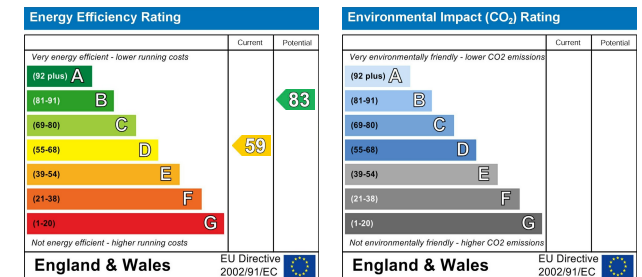 Energy Efficiency Rating
Current Potential
Very energy efficient - lower running costs
(92 plus) A
(81-91) B
83
(69-80) C
(55-68) D
59
(39-54) E
(21-38) F
(1-20) G
Not energy efficient - higher running costs
England & Wales
EU Directive
2002/91/EC
Environmental Impact (CO₂) Rating
Current Potential
Very environmentally friendly - lower CO2 emissions
(92 plus) A
(81-91) B
(69-80) C
(55-68) D
(39-54) E
(21-38) F
(1-20) G
Not environmentally friendly - higher CO2 emissions
England & Wales
EU Directive
2002/91/EC